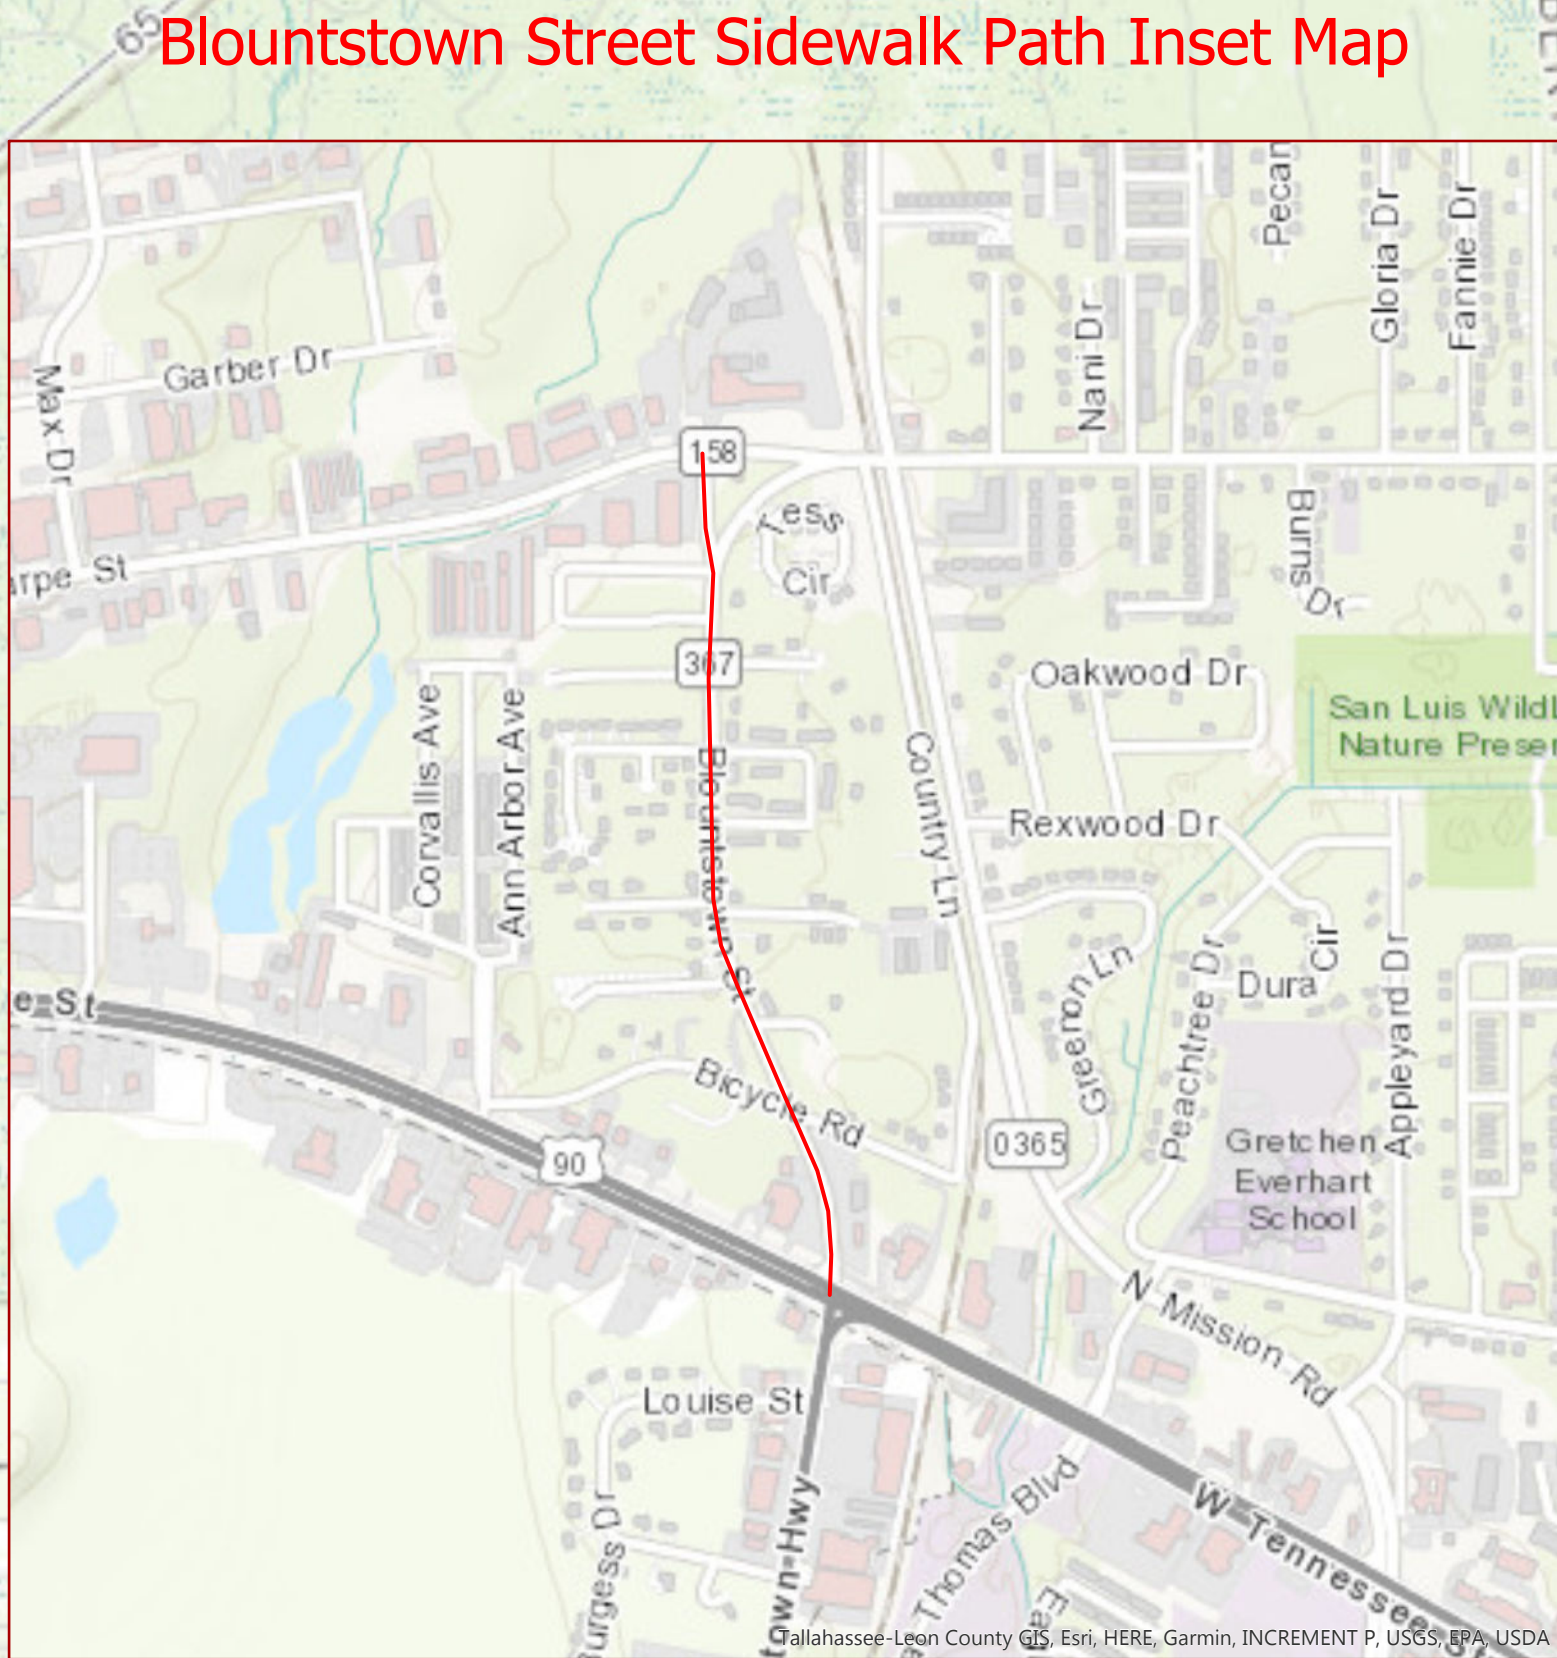 65
Blountstown Street Sidewalk Path Inset Map
Pecan
Gloria Dr
Fannie Dr
Nani Dr
Garber Dr
Max Dr
158
Tess
Cir
Burns
Dr
St
367
Oakwood Dr
San Luis
Nature
Corvallis Ave
Ann Arbor Ave
Blountstown St
Country Ln
Rexwood Dr
Greenon Ln
Peachtree Dr
Dura
Cir
Appleyard Dr
e St
Bicycle Rd
90
0365
Gretchen
Everhart
School
N Mission Rd
Louise St
Burgess Dr
town Hwy
Thomas Blvd
W Tennessee St
Tallahassee-Leon County GIS, Esri, HERE, Garmin, INCREMENT P, USGS, EPA, USDA